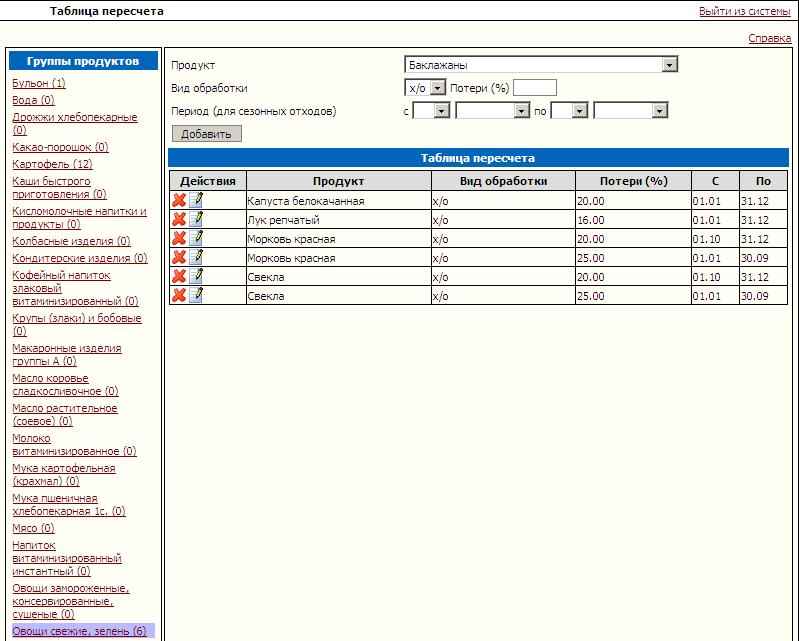 Таблица пересчета
Выйти из системы
Справка
Группы продуктов
Бульон (1)
Вода (0)
Дрожжи хлебопекарные
(0)
Какао-порошок (0)
Картофель (12)
Каши быстрого
приготовления (0)
Кисломолочные напитки и
продукты (0)
Колбасные изделия (0)
Кондитерские изделия (0)
Кофейный напиток
злаковый
витаминизированный (0)
Крупы (злаки) и бобовые
(0)
Макаронные изделия
группы А (0)
Масло коровье
сладкосливочное (0)
Масло растительное
(соевое) (0)
Молоко
витаминизированное (0)
Мука картофельная
(крахмал) (0)
Мука пшеничная
хлебопекарная 1с. (0)
Мясо (0)
Напиток
витаминизированный
инстантный (0)
Овощи замороженные,
консервированные,
сушеные (0)
Овощи свежие, зелень (6)
Продукт Баклажаны
Вид обработки х/о Потери (%)
Период (для сезонных отходов) с по
Добавить
Таблица пересчета
Действия Продукт Вид обработки Потери (%) С По
Капуста белокачанная х/о 20.00 01.01 31.12
Лук репчатый х/о 16.00 01.01 31.12
Морковь красная х/о 20.00 01.10 31.12
Морковь красная х/о 25.00 01.01 30.09
Свекла х/о 20.00 01.10 31.12
Свекла х/о 25.00 01.01 30.09